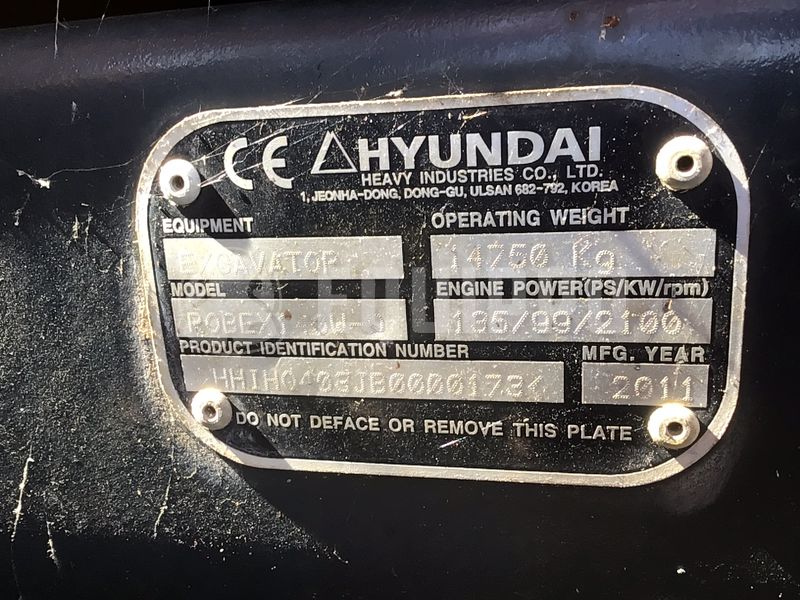 CE HYUNDAI
HEAVY INDUSTRIES CO., LTD.
1, JEONHA-DONG, DONG-GU, ULSAN 682-792, KOREA
EQUIPMENT OPERATING WEIGHT
EXCAVATOR 14750 Kg
MODEL ENGINE POWER(PS/KW/rpm)
135/99/2100
PRODUCT IDENTIFICATION NUMBER MFG. YEAR
2011
DO NOT DEFACE OR REMOVE THIS PLATE